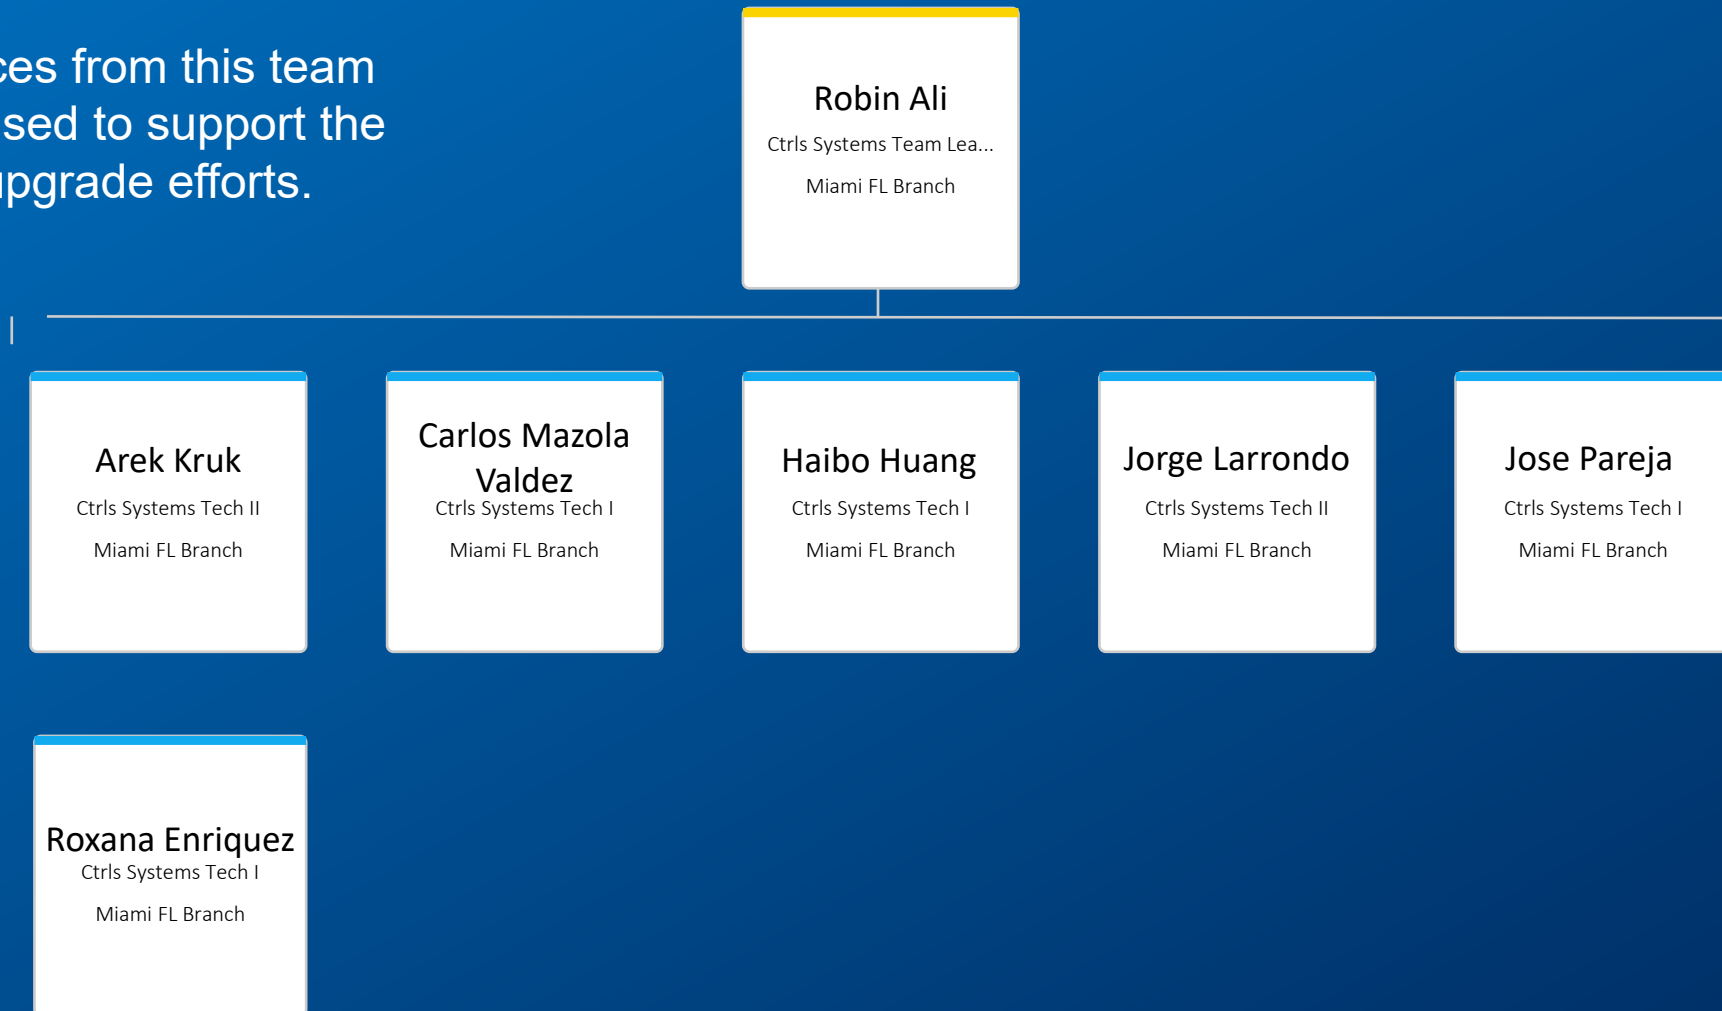 ces from this team
sed to support the
upgrade efforts.
Robin Ali
Ctrls Systems Team Lea...
Miami FL Branch
Arek Kruk
Ctrls Systems Tech II
Miami FL Branch
Carlos Mazola
Valdez
Ctrls Systems Tech I
Miami FL Branch
Haibo Huang
Ctrls Systems Tech I
Miami FL Branch
Jorge Larrondo
Ctrls Systems Tech II
Miami FL Branch
Jose Pareja
Ctrls Systems Tech I
Miami FL Branch
Roxana Enriquez
Ctrls Systems Tech I
Miami FL Branch